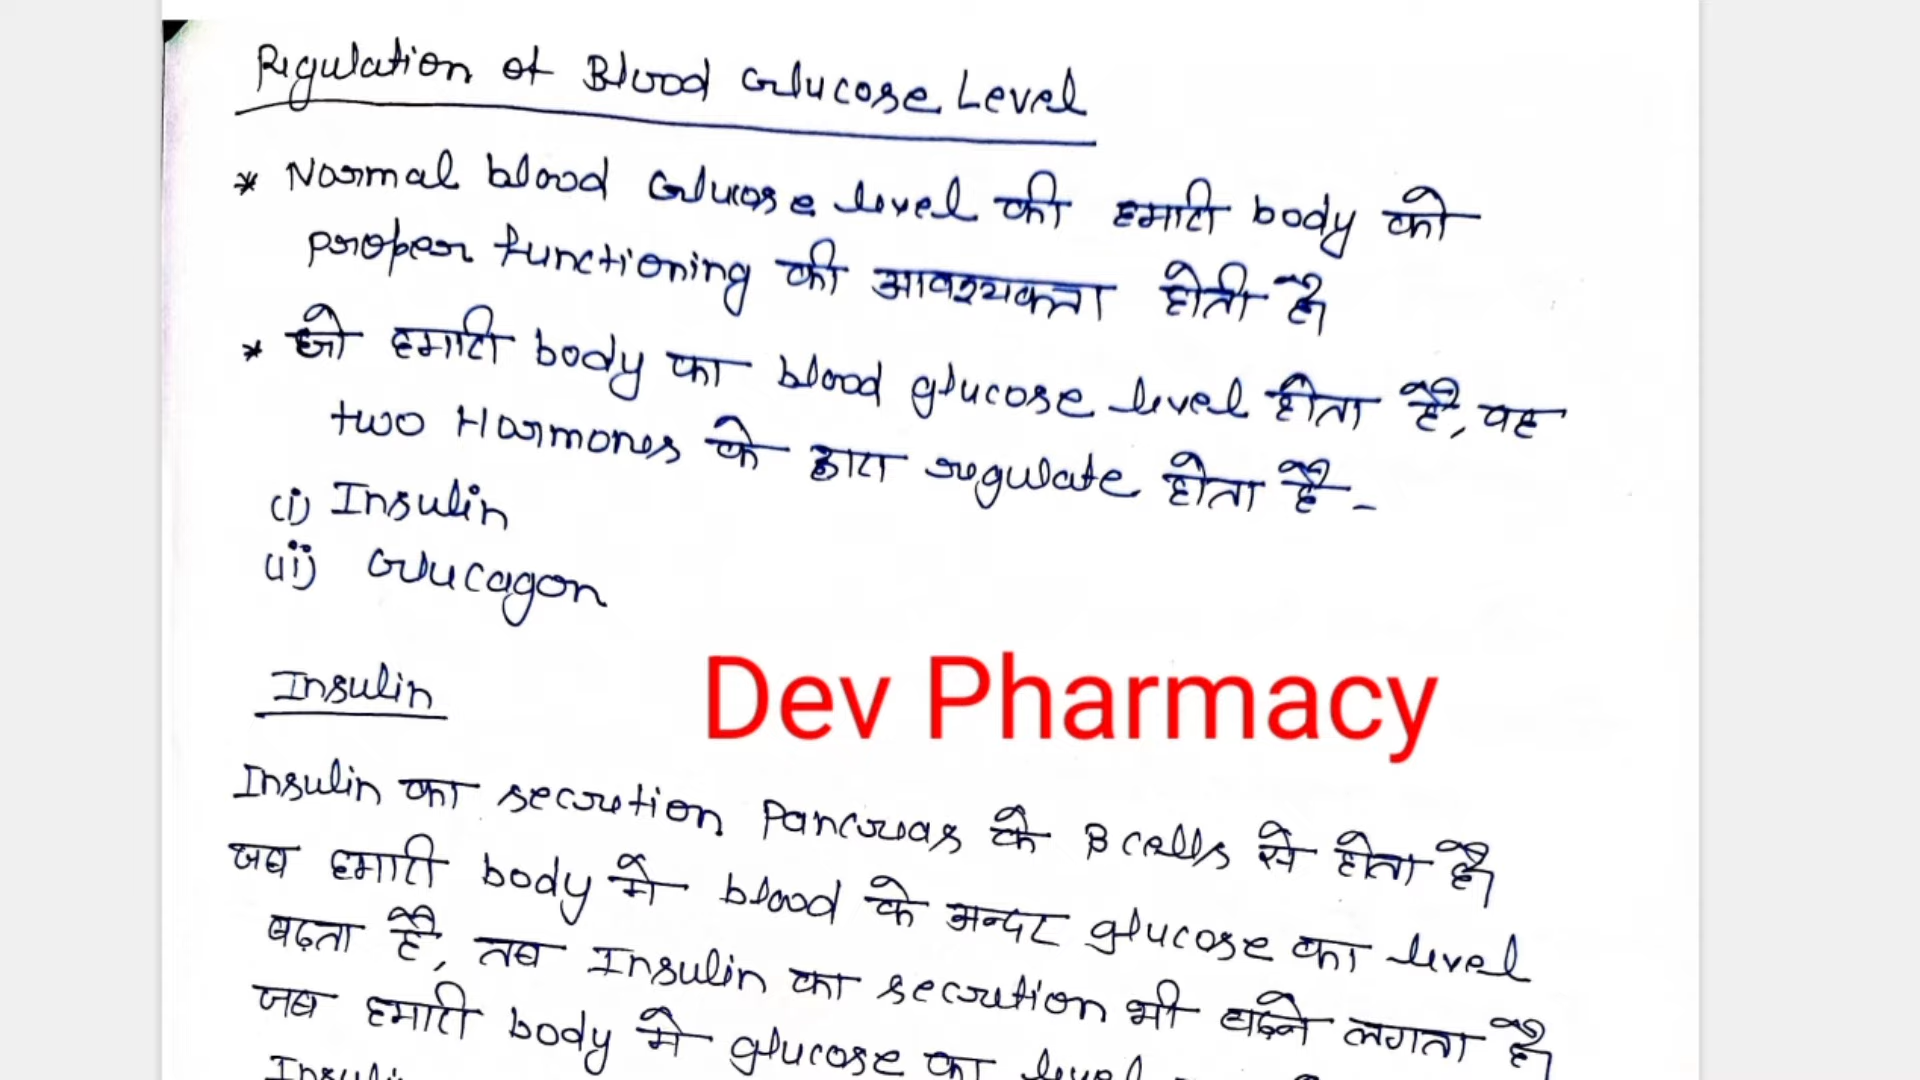 Regulation of Blood Glucose Level
* Normal blood Glucose level की हमारी body को
proper functioning की आवश्यकता होती है।
* जो हमारी body का blood glucose level होता है, वह
two Hormones के द्वारा regulate होता है -
(i) Insulin
(ii) Glucagon
Insulin
Dev Pharmacy
Insulin का secretion Pancreas के β cells से होता है।
जब हमारी body में blood के अन्दर glucose का level
बढ़ता है, तब Insulin का secretion भी बढ़ने लगता है।
जब हमारी body में glucose का level